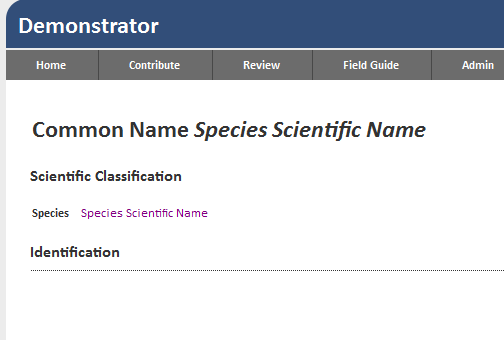 Demonstrator
Home Contribute Review Field Guide Admin
Common Name Species Scientific Name
Scientific Classification
Species Species Scientific Name
Identification